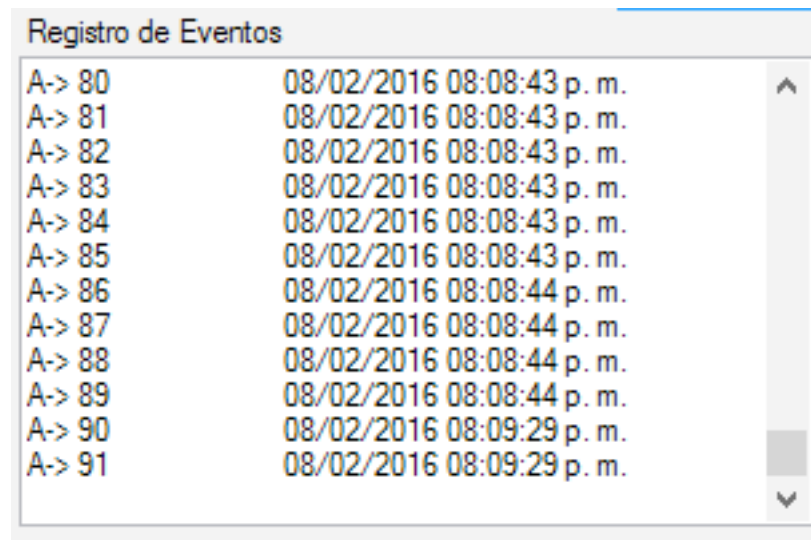 Registro de Eventos
A-> 80 08/02/2016 08:08:43 p. m.
A-> 81 08/02/2016 08:08:43 p. m.
A-> 82 08/02/2016 08:08:43 p. m.
A-> 83 08/02/2016 08:08:43 p. m.
A-> 84 08/02/2016 08:08:43 p. m.
A-> 85 08/02/2016 08:08:43 p. m.
A-> 86 08/02/2016 08:08:44 p. m.
A-> 87 08/02/2016 08:08:44 p. m.
A-> 88 08/02/2016 08:08:44 p. m.
A-> 89 08/02/2016 08:08:44 p. m.
A-> 90 08/02/2016 08:09:29 p. m.
A-> 91 08/02/2016 08:09:29 p. m.